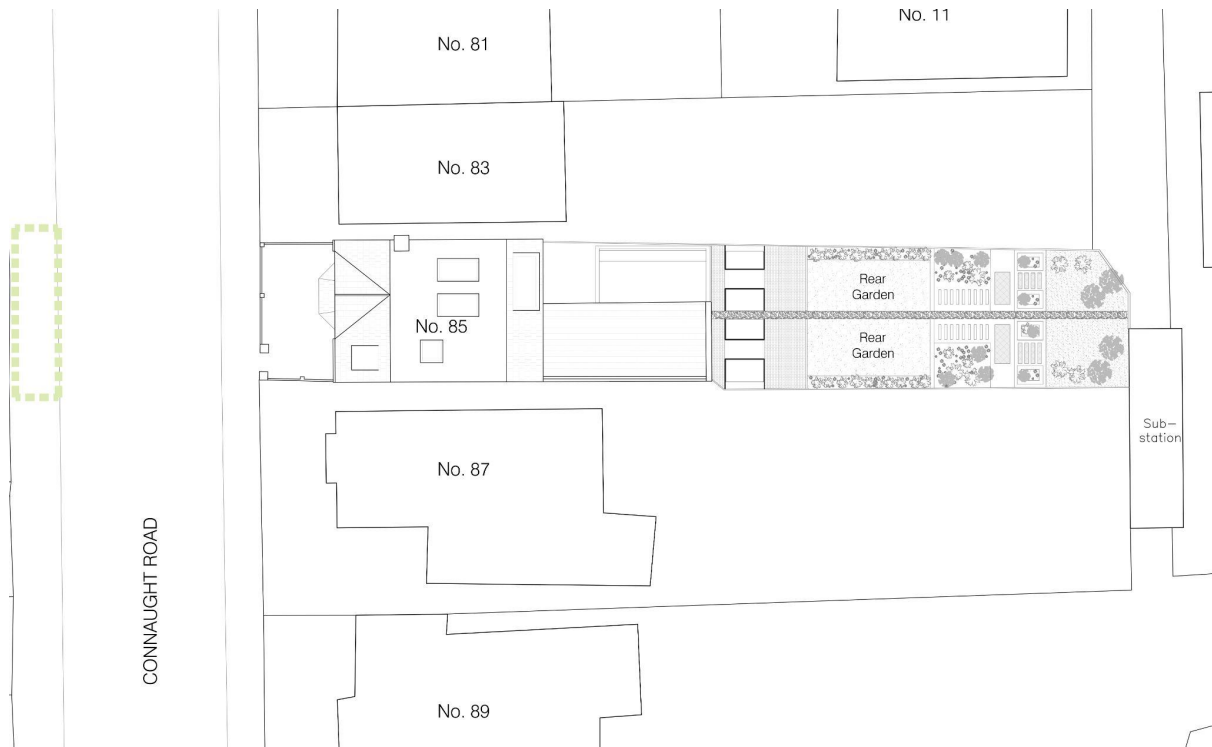 No. 11
No. 81
No. 83
Rear
Garden
No. 85
Rear
Garden
Sub-
station
No. 87
CONNAUGHT ROAD
No. 89